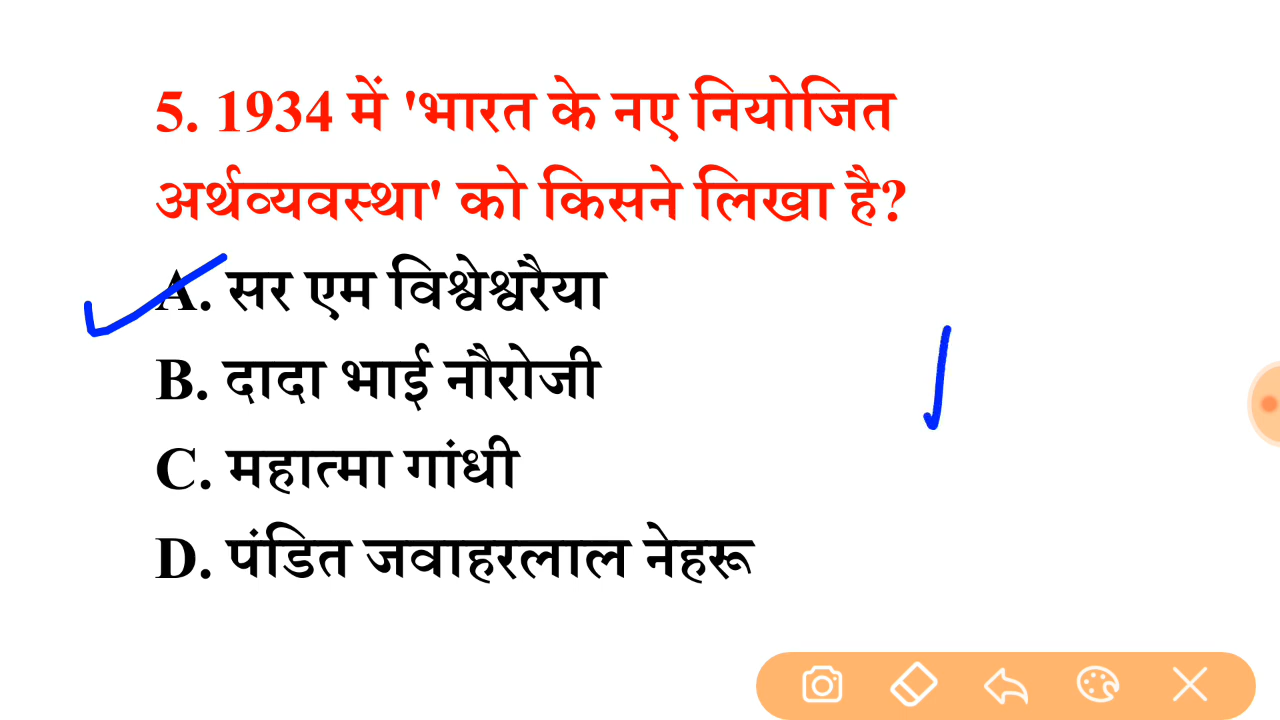 5. 1934 में 'भारत के नए नियोजित
अर्थव्यवस्था' को किसने लिखा है?
A. सर एम विश्वेश्वरैया
B. दादा भाई नौरोजी
C. महात्मा गांधी
D. पंडित जवाहरलाल नेहरू